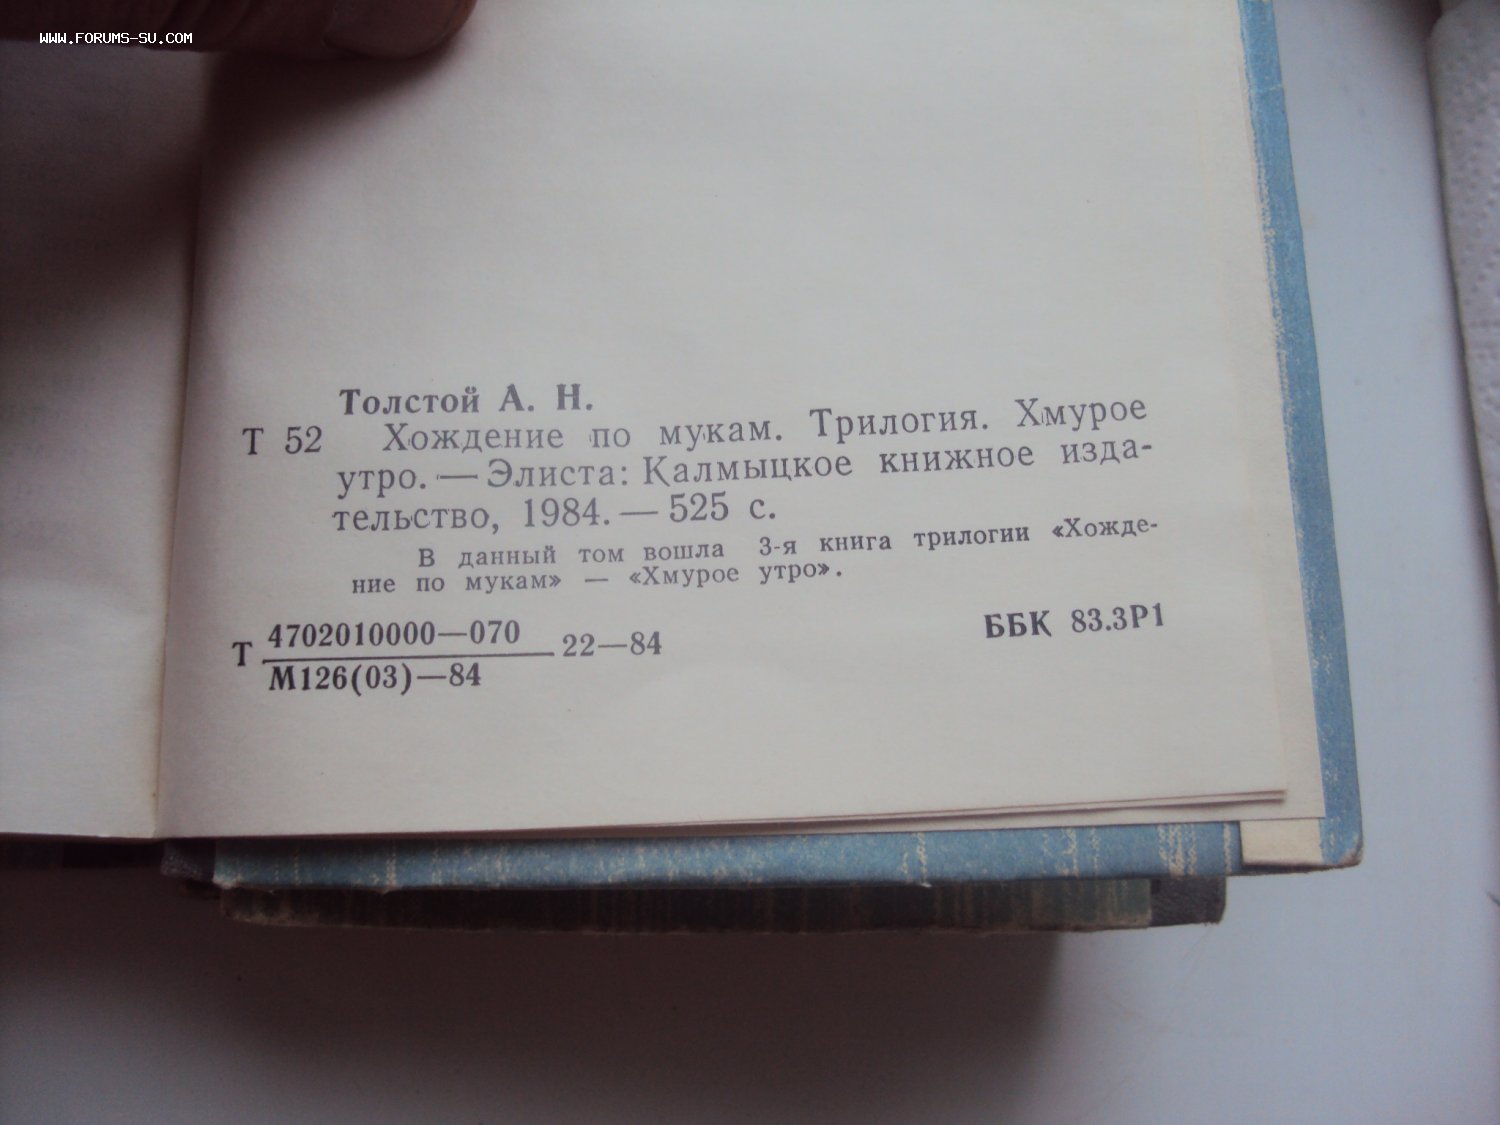 WWW.FORUMS-SU.COM
Толстой А. Н.
Т 52 Хождение по мукам. Трилогия. Хмурое
утро. — Элиста: Калмыцкое книжное изда-
тельство, 1984. — 525 с.
В данный том вошла 3-я книга трилогии «Хожде-
ние по мукам» — «Хмурое утро».
Т 4702010000—070 22—84
М126(03)—84
ББК 83.3Р1